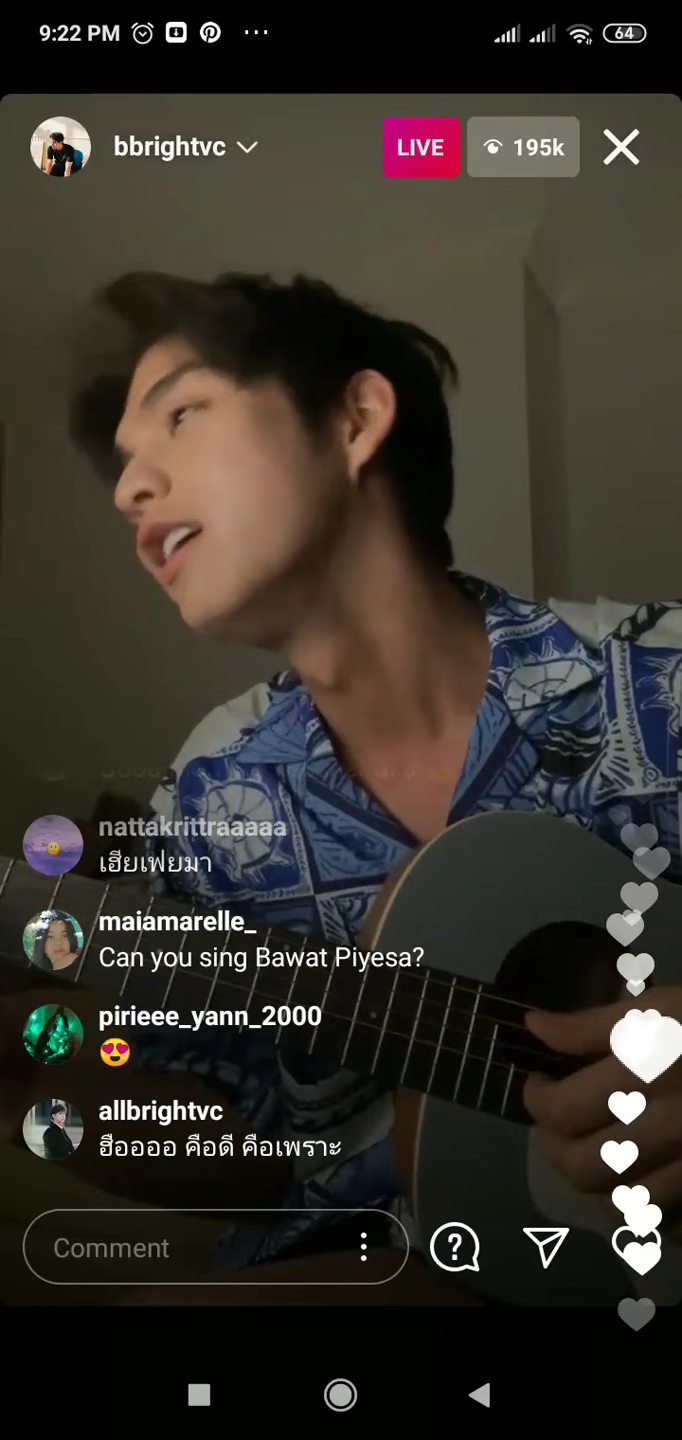 9:22 PM
64
bbrightvc
LIVE
195k
nattakrittraaaaa
เฮียเฟยมา
maiamarelle_
Can you sing Bawat Piyesa?
pirieee_yann_2000
😍
allbrightvc
ฮืออออ คือดี คือเพราะ
Comment